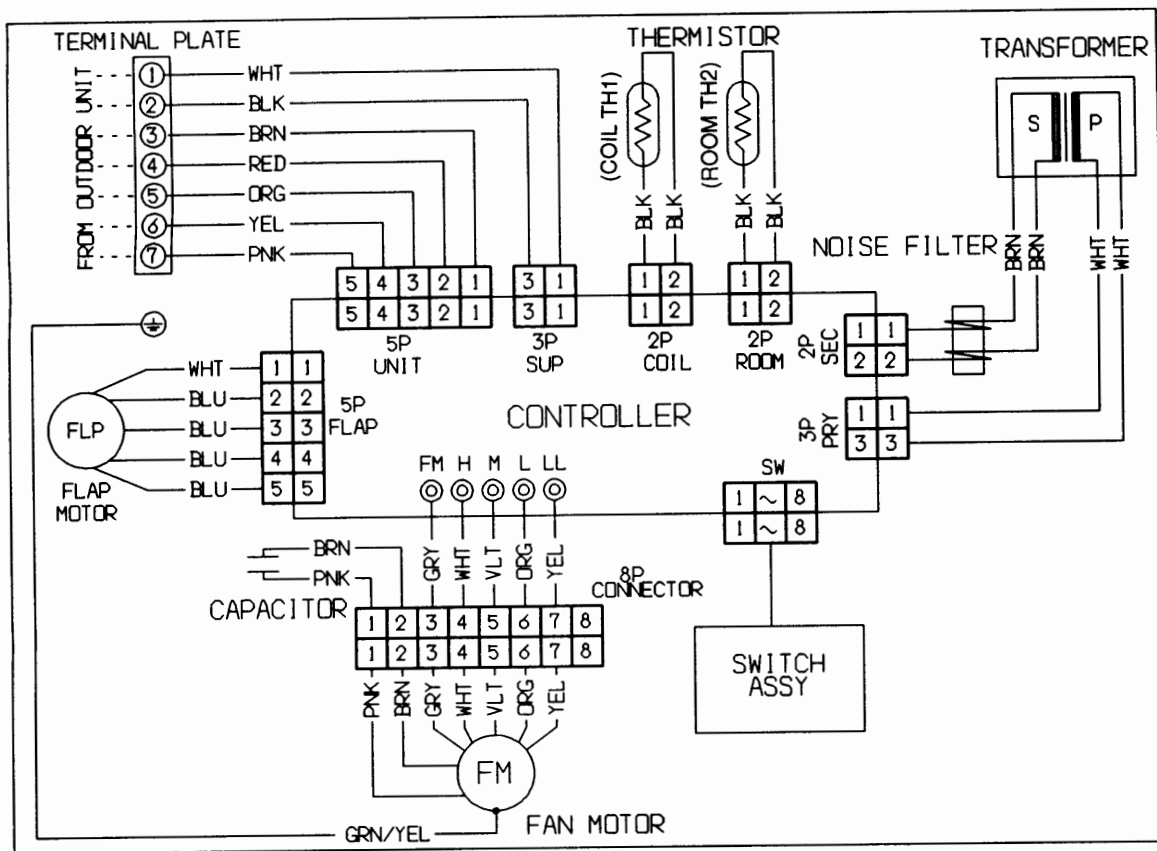 TERMINAL PLATE
THERMISTOR
TRANSFORMER
FROM OUTDOOR UNIT
1 WHT
2 BLK
3 BRN
4 RED
5 ORG
6 YEL
7 PNK
(COIL TH1)
(ROOM TH2)
BLK BLK BLK BLK
S P
NOISE FILTER
BRN BRN WHT WHT
5 4 3 2 1
5 4 3 2 1
5P
UNIT
3 1
3 1
3P
SUP
1 2
1 2
2P
COIL
1 2
1 2
2P
ROOM
2P
SEC
1 1
2 2
3P
PRY
1 1
3 3
FLP
FLAP
MOTOR
WHT 1 1
BLU 2 2
BLU 3 3
BLU 4 4
BLU 5 5
5P
FLAP
CONTROLLER
FM H M L LL
GRY WHT VLT ORG YEL
SW
1 ~ 8
1 ~ 8
SWITCH
ASSY
BRN
PNK
CAPACITOR
8P
CONNECTOR
1 2 3 4 5 6 7 8
1 2 3 4 5 6 7 8
PNK BRN GRY WHT VLT ORG YEL
FM
FAN MOTOR
GRN/YEL